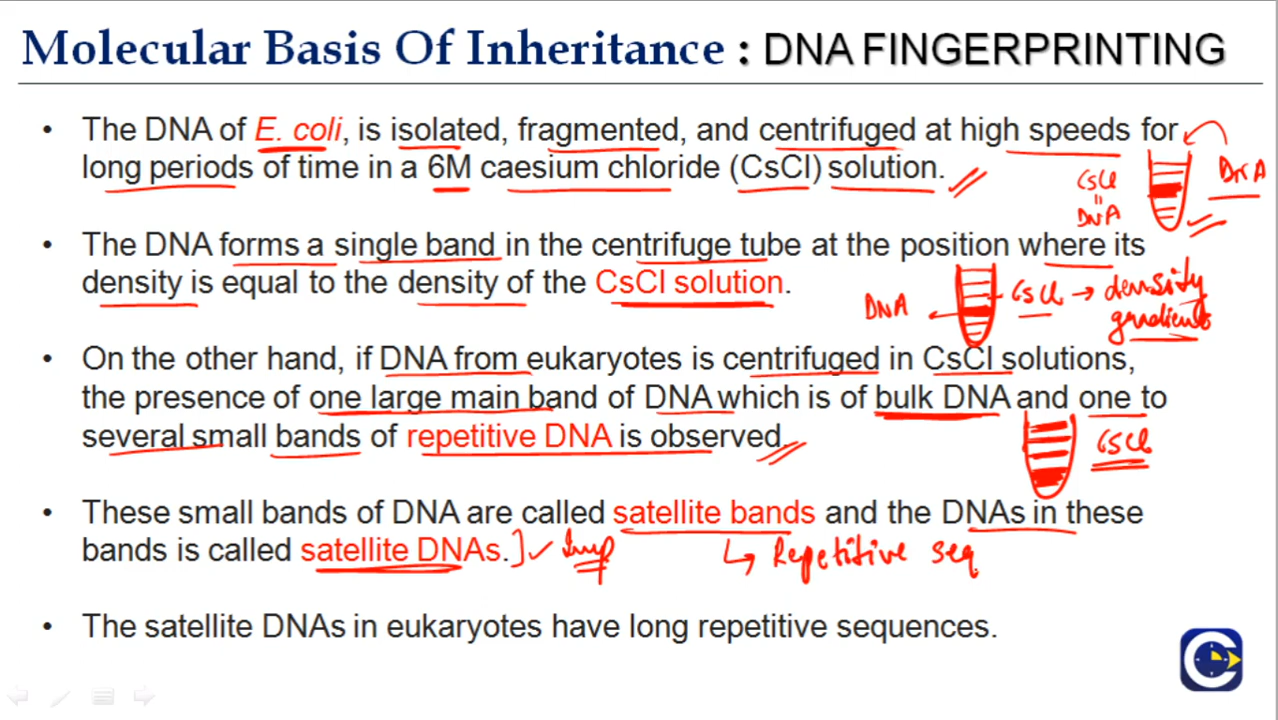 Molecular Basis Of Inheritance : DNA FINGERPRINTING
• The DNA of E. coli, is isolated, fragmented, and centrifuged at high speeds for
long periods of time in a 6M caesium chloride (CsCl) solution.
DNA
CsCl
=
DNA
• The DNA forms a single band in the centrifuge tube at the position where its
density is equal to the density of the CsCl solution.
DNA
CsCl → density
gradient
• On the other hand, if DNA from eukaryotes is centrifuged in CsCl solutions,
the presence of one large main band of DNA which is of bulk DNA and one to
several small bands of repetitive DNA is observed.
CsCl
• These small bands of DNA are called satellite bands and the DNAs in these
bands is called satellite DNAs.] ✓ Imp
↳ Repetitive seq
• The satellite DNAs in eukaryotes have long repetitive sequences.